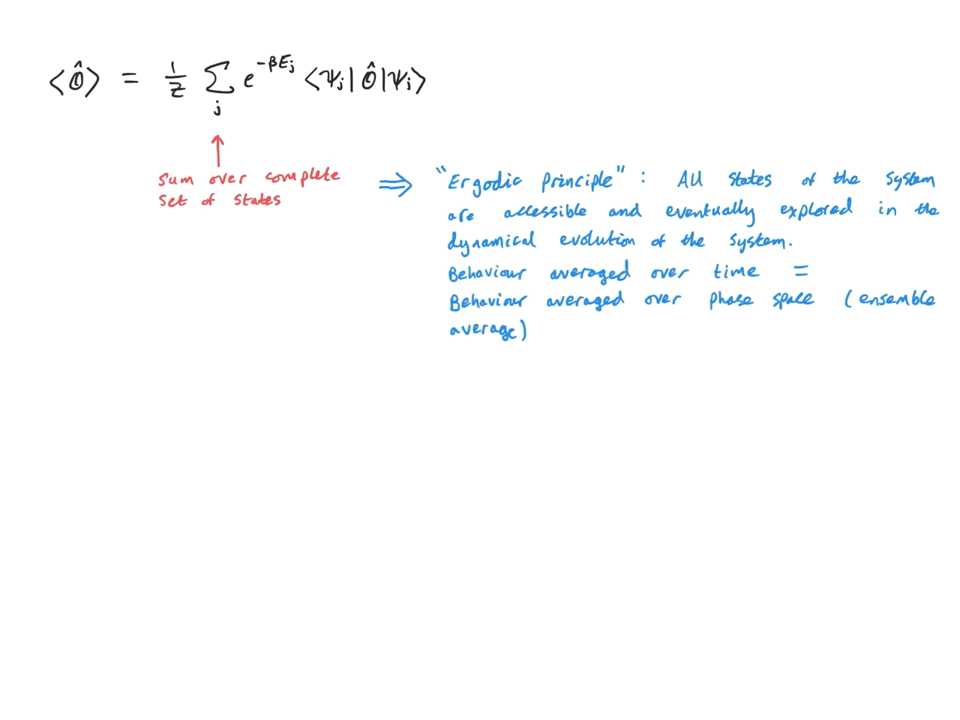 ⟨Ô⟩ = 1/Z ∑_j e^{-βE_j} ⟨ψ_j| Ô |ψ_j⟩
↑
Sum over complete
set of states
⇒ "Ergodic Principle" : All states of the system
are accessible and eventually explored in the
dynamical evolution of the system.
Behaviour averaged over time =
Behaviour averaged over phase space (ensemble
average)